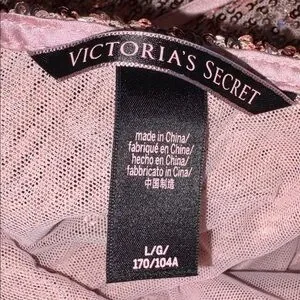 VICTORIA'S SECRET
made in China/
fabriqué en Chine/
hecho en China/
fabbricato in Cina/
中国制造
L/G/
170/104A